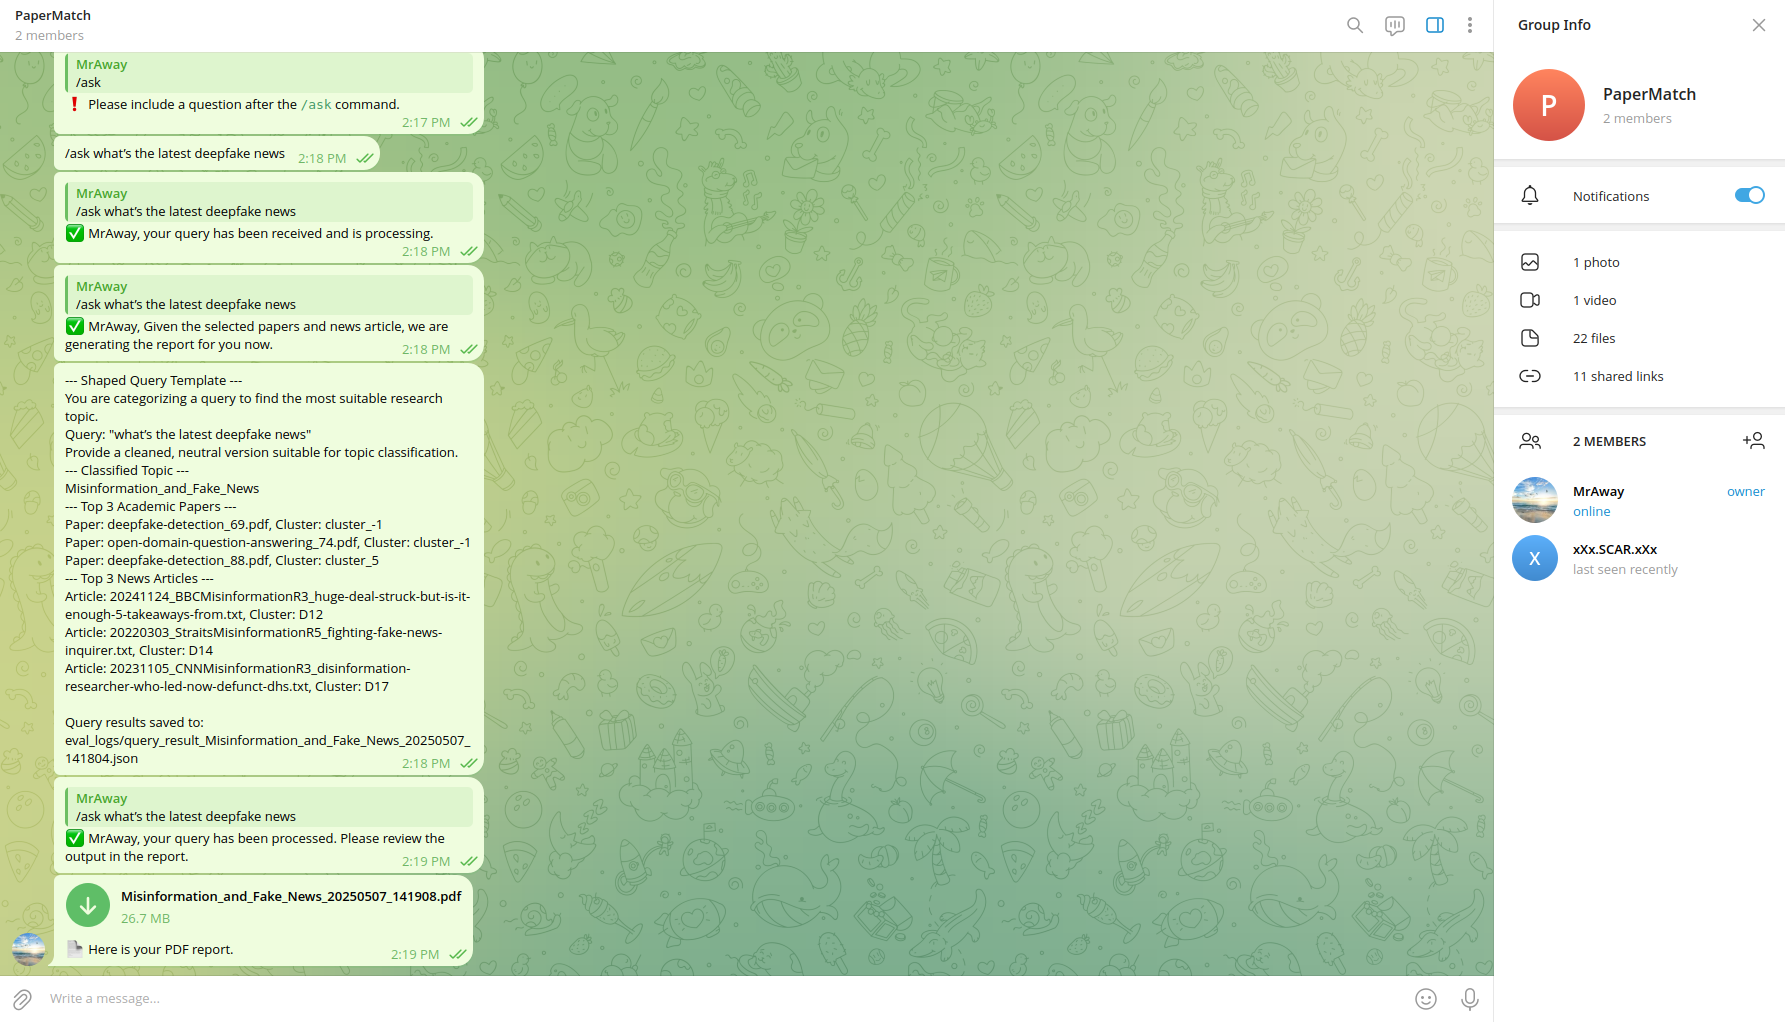 PaperMatch
2 members
MrAway
/ask
❗ Please include a question after the /ask command.
2:17 PM
/ask what's the latest deepfake news 2:18 PM
MrAway
/ask what's the latest deepfake news
✅ MrAway, your query has been received and is processing.
2:18 PM
MrAway
/ask what's the latest deepfake news
✅ MrAway, Given the selected papers and news article, we are
generating the report for you now. 2:18 PM
--- Shaped Query Template ---
You are categorizing a query to find the most suitable research
topic.
Query: "what's the latest deepfake news"
Provide a cleaned, neutral version suitable for topic classification.
--- Classified Topic ---
Misinformation_and_Fake_News
--- Top 3 Academic Papers ---
Paper: deepfake-detection_69.pdf, Cluster: cluster_-1
Paper: open-domain-question-answering_74.pdf, Cluster: cluster_-1
Paper: deepfake-detection_88.pdf, Cluster: cluster_5
--- Top 3 News Articles ---
Article: 20241124_BBCMisinformationR3_huge-deal-struck-but-is-it-
enough-5-takeaways-from.txt, Cluster: D12
Article: 20220303_StraitsMisinformationR5_fighting-fake-news-
inquirer.txt, Cluster: D14
Article: 20231105_CNNMisinformationR3_disinformation-
researcher-who-led-now-defunct-dhs.txt, Cluster: D17
Query results saved to:
eval_logs/query_result_Misinformation_and_Fake_News_20250507_
141804.json 2:18 PM
MrAway
/ask what's the latest deepfake news
✅ MrAway, your query has been processed. Please review the
output in the report. 2:19 PM
Misinformation_and_Fake_News_20250507_141908.pdf
26.7 MB
Here is your PDF report. 2:19 PM
Write a message...
Group Info
P
PaperMatch
2 members
Notifications
1 photo
1 video
22 files
11 shared links
2 MEMBERS
MrAway owner
online
X
xXx.SCAR.xXx
last seen recently